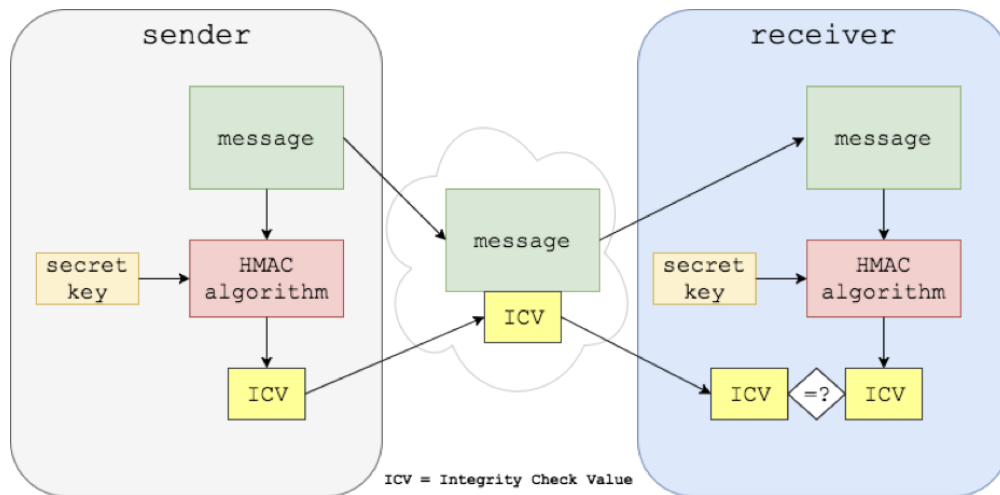 sender
message
secret
key
HMAC
algorithm
ICV
message
ICV
receiver
message
secret
key
HMAC
algorithm
ICV
=?
ICV
ICV = Integrity Check Value